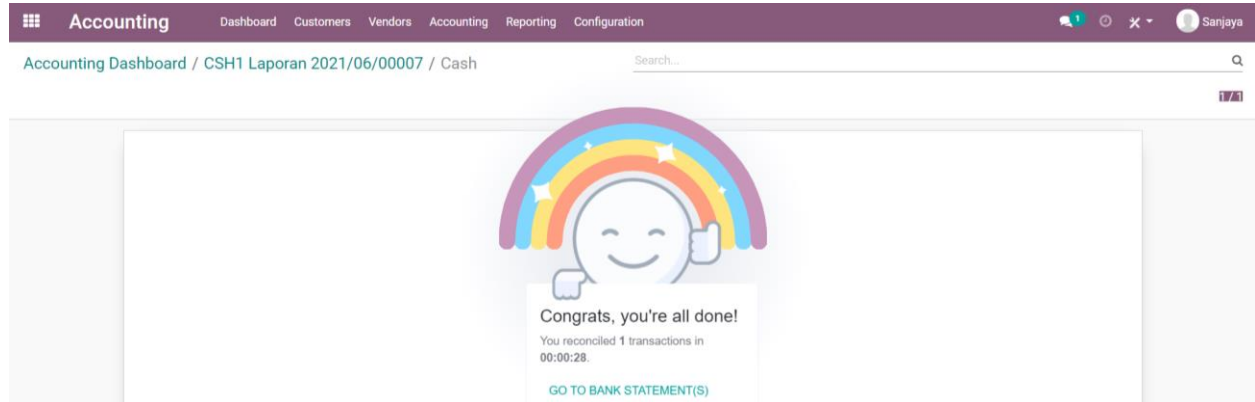 Accounting Dashboard Customers Vendors Accounting Reporting Configuration 1 Sanjaya
Accounting Dashboard / CSH1 Laporan 2021/06/00007 / Cash Search...
1 / 1
Congrats, you're all done!
You reconciled 1 transactions in
00:00:28.
GO TO BANK STATEMENT(S)